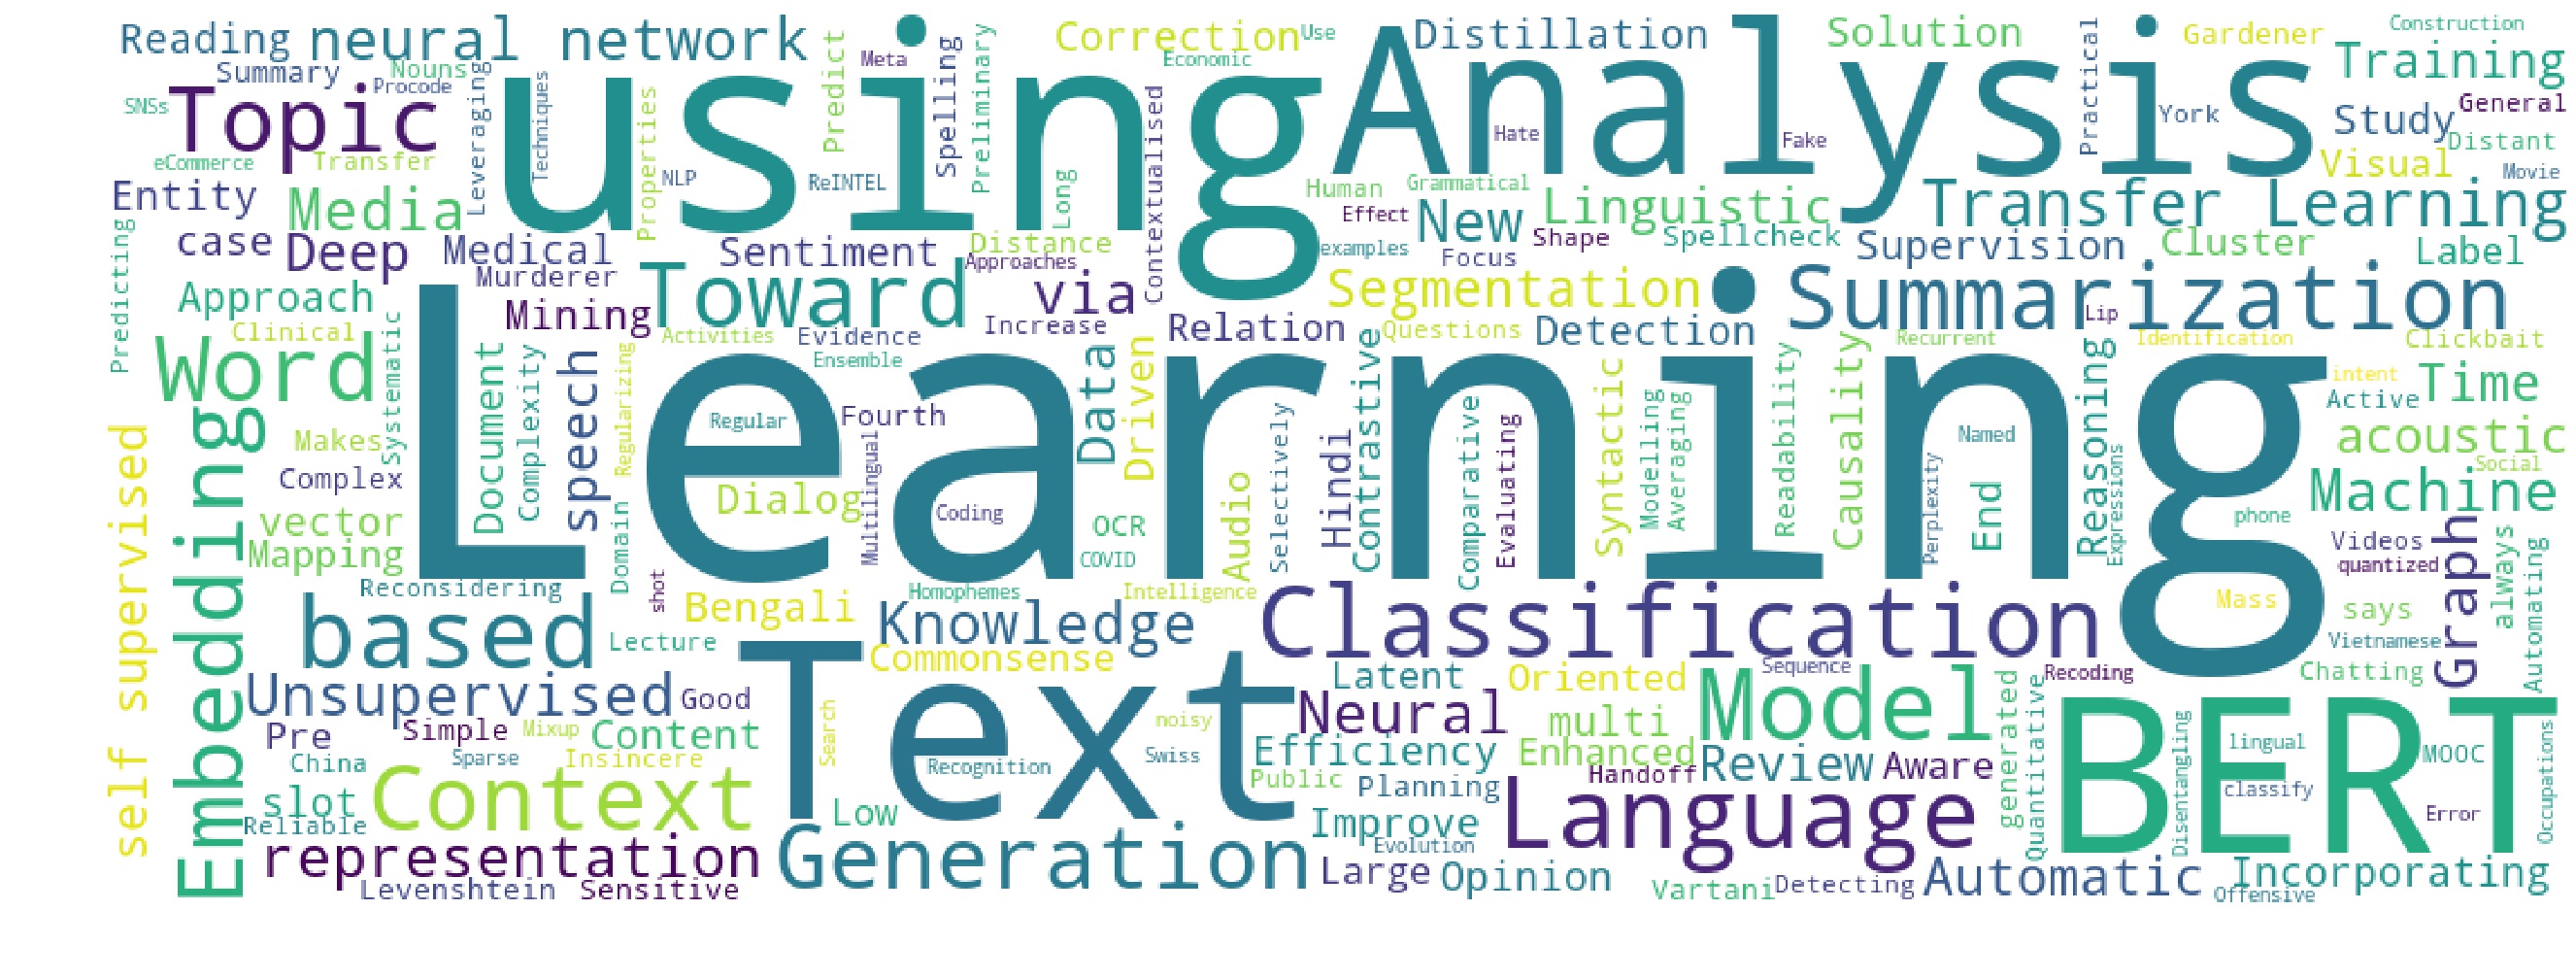 Reading
neural network
Correction
Use
Distillation
Solution
Gardener
Construction
Summary
Nouns
Procode
Meta
Economic
Training
SNSs
Topic
using
Analysis
Leveraging
Techniques
Predict
Spelling
Preliminary
Hate
Fake
Practical
York
Study
General
Distant
eCommerce
Transfer
Properties
NLP
ReINTEL
Long
Contextualised
Human
Grammatical
Visual
Movie
Entity
Media
Effect
New
Linguistic
Transfer Learning
case
Deep
Medical
Sentiment
Distance
examples
Shape
Spellcheck
Supervision
Cluster
Label
Predicting
Murderer
Approaches
Focus
Approach
Mining
Toward
via
Segmentation
Summarization
Clinical
Activities
Evidence
Increase
Relation
Questions
Detection
Lip
Recurrent
Identification
Clickbait
Word
Systematic
Ensemble
Learning
intent
Time
Document
Complexity
speech
Regularizing
Data
Driven
Contrastive
Syntactic
Causality
Reasoning
Active
Makes
Regular
Fourth
Selectively
Hindi
Comparative
Evaluating
Modelling
Averaging
Readability
Named
acoustic
Complex
Dialog
Multilingual
Perplexity
Expressions
Social
self supervised
Embedding
vector
Coding
OCR
Audio
End
Machine
Mapping
Domain
COVID
phone
Videos
quantized
Graph
always
Automating
Reconsidering
shot
Homophemes
Intelligence
Mass
based
Bengali
Knowledge
Classification
says
Lecture
Commonsense
Vietnamese
Unsupervised
Good
Text
Latent
Oriented
Sequence
Recoding
Chatting
Pre
Simple
Mixup
Content
Search
noisy
Neural
multi
Model
generated
Quantitative
BERT
China
Sparse
Insincere
Recognition
Swiss
Efficiency
Enhanced
Review
Aware
Disentangling
lingual
MOOC
Occupations
slot
Context
Public
Planning
Handoff
classify
Reliable
Low
Improve
Language
Error
representation
Generation
Evolution
Large
Opinion
Automatic
Incorporating
Levenshtein
Sensitive
Vartani
Detecting
Offensive